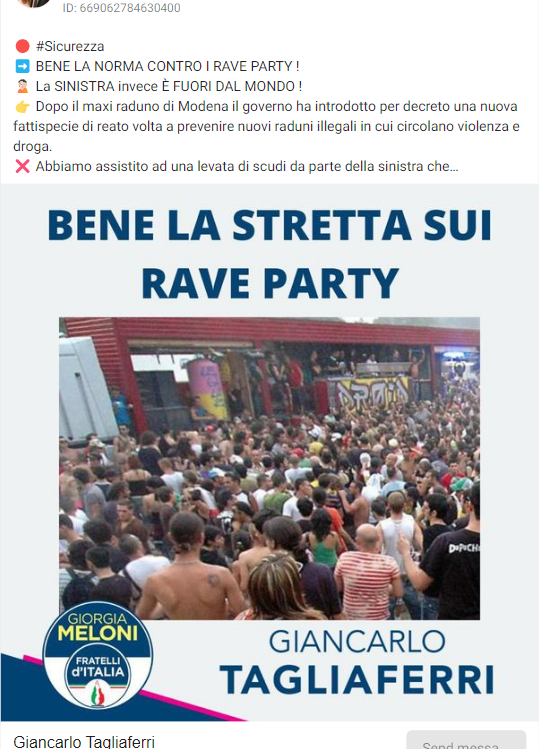 ID: 669062784630400
🔴 #Sicurezza
➡️ BENE LA NORMA CONTRO I RAVE PARTY !
🤦🏻 La SINISTRA invece È FUORI DAL MONDO !
👉 Dopo il maxi raduno di Modena il governo ha introdotto per decreto una nuova
fattispecie di reato volta a prevenire nuovi raduni illegali in cui circolano violenza e
droga.
❌ Abbiamo assistito ad una levata di scudi da parte della sinistra che...
BENE LA STRETTA SUI
RAVE PARTY
GIORGIA
MELONI
FRATELLI
d'ITALIA
GIANCARLO
TAGLIAFERRI
Giancarlo Tagliaferri
Send messa...